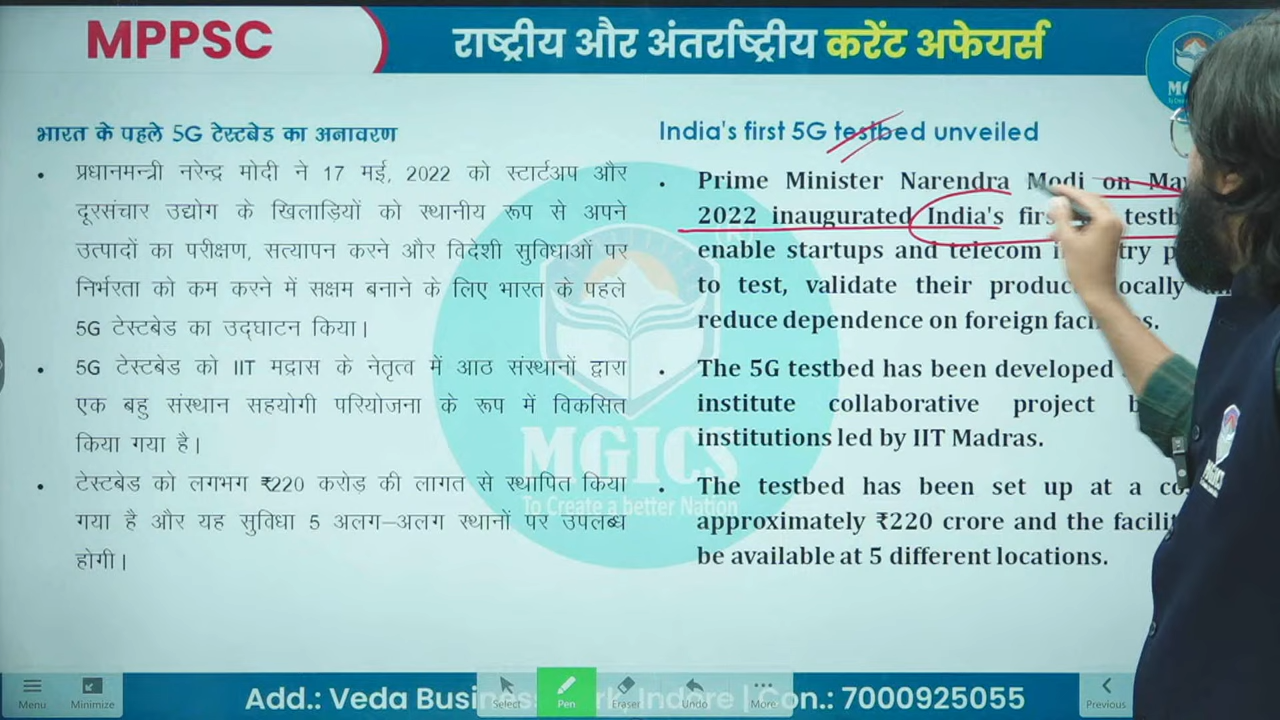 MPPSC
राष्ट्रीय और अंतर्राष्ट्रीय करेंट अफेयर्स
भारत के पहले 5G टेस्टबेड का अनावरण
• प्रधानमन्त्री नरेन्द्र मोदी ने 17 मई, 2022 को स्टार्टअप और
दूरसंचार उद्योग के खिलाड़ियों को स्थानीय रूप से अपने
उत्पादों का परीक्षण, सत्यापन करने और विदेशी सुविधाओं पर
निर्भरता को कम करने में सक्षम बनाने के लिए भारत के पहले
5G टेस्टबेड का उद्घाटन किया।
• 5G टेस्टबेड को IIT मद्रास के नेतृत्व में आठ संस्थानों द्वारा
एक बहु संस्थान सहयोगी परियोजना के रूप में विकसित
किया गया है।
• टेस्टबेड को लगभग ₹220 करोड़ की लागत से स्थापित किया
गया है और यह सुविधा 5 अलग–अलग स्थानों पर उपलब्ध
होगी।
India's first 5G testbed unveiled
• Prime Minister Narendra Modi on
2022 inaugurated India's
enable startups and telecom
to test, validate their
reduce dependence on foreign
• The 5G testbed has been developed
institute collaborative project
institutions led by IIT Madras.
• The testbed has been set up at a
approximately ₹220 crore and the
be available at 5 different locations.
MGICS
To Create a better Nation
Add.: Veda Indore | Con.: 7000925055
Menu
Minimize
Select
Pen
Eraser
Undo
More
Previous